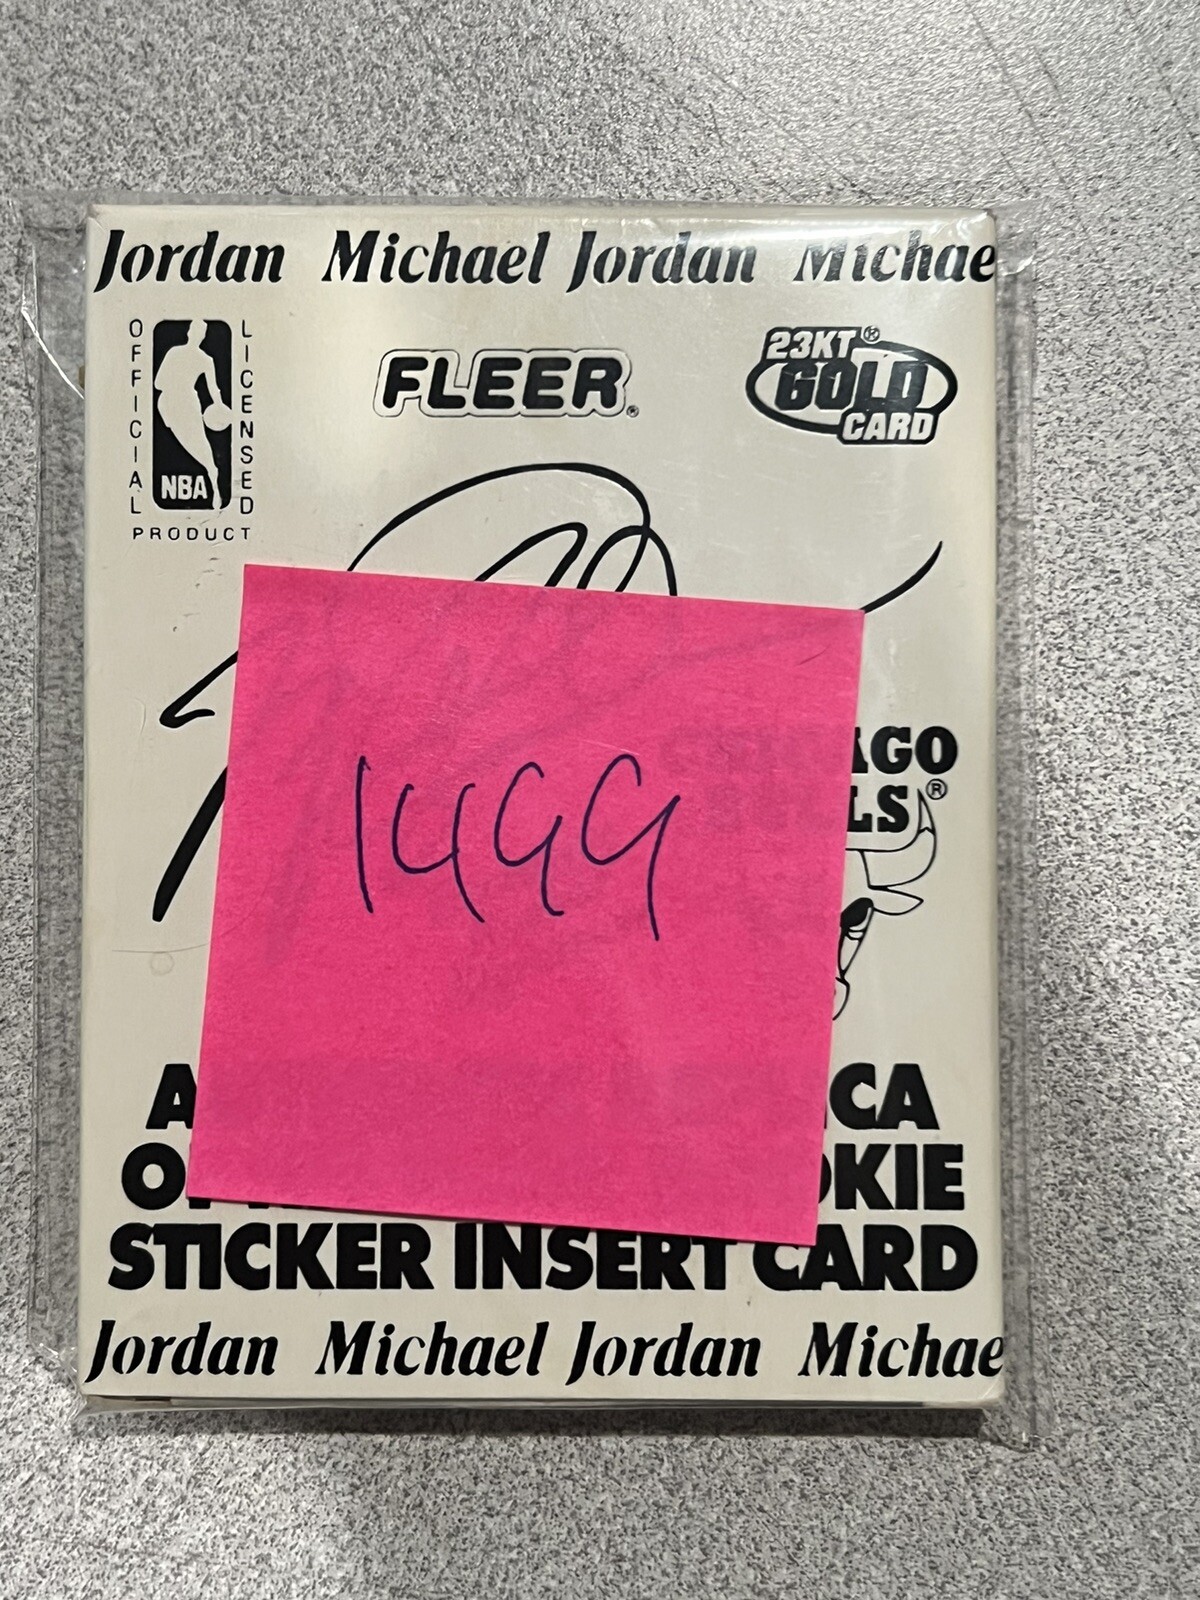 Jordan Michael Jordan Michae
OFFICIAL LICENSED
NBA
PRODUCT
FLEER®
23KT®
GOLD
CARD
AGO
LS®
1499
A CA
O OKIE
STICKER INSERT CARD
Jordan Michael Jordan Michae